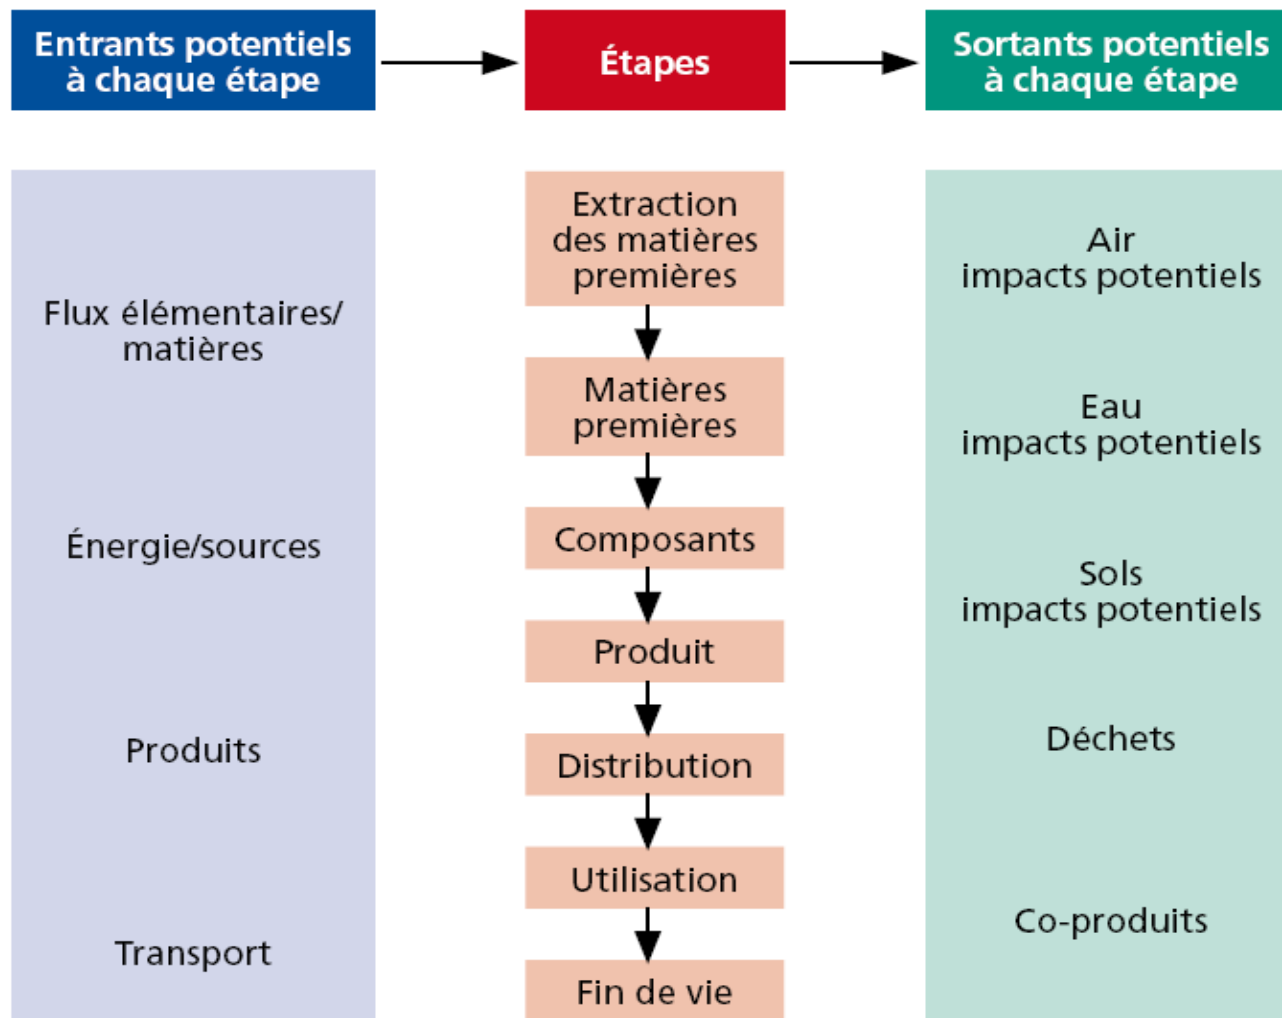 Entrants potentiels
à chaque étape
Étapes
Sortants potentiels
à chaque étape
Flux élémentaires/
matières
Énergie/sources
Produits
Transport
Extraction
des matières
premières
Matières
premières
Composants
Produit
Distribution
Utilisation
Fin de vie
Air
impacts potentiels
Eau
impacts potentiels
Sols
impacts potentiels
Déchets
Co-produits